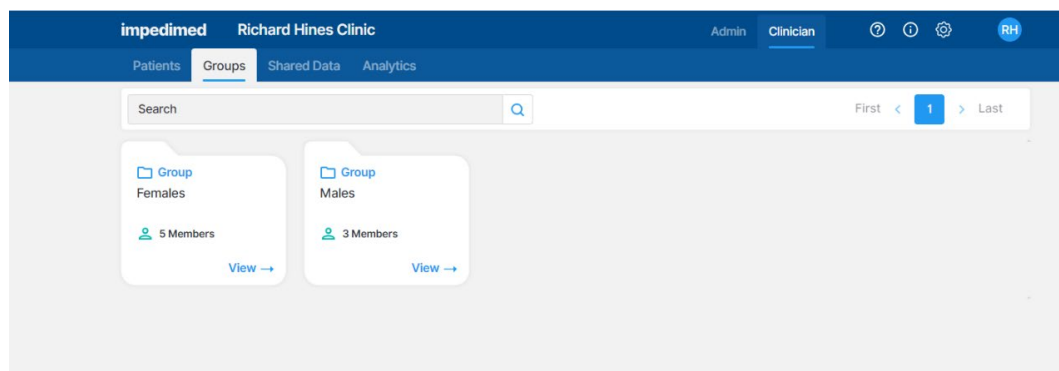 impedimed Richard Hines Clinic Admin Clinician RH
Patients Groups Shared Data Analytics
Search First < 1 > Last
Group
Females
5 Members
View →
Group
Males
3 Members
View →